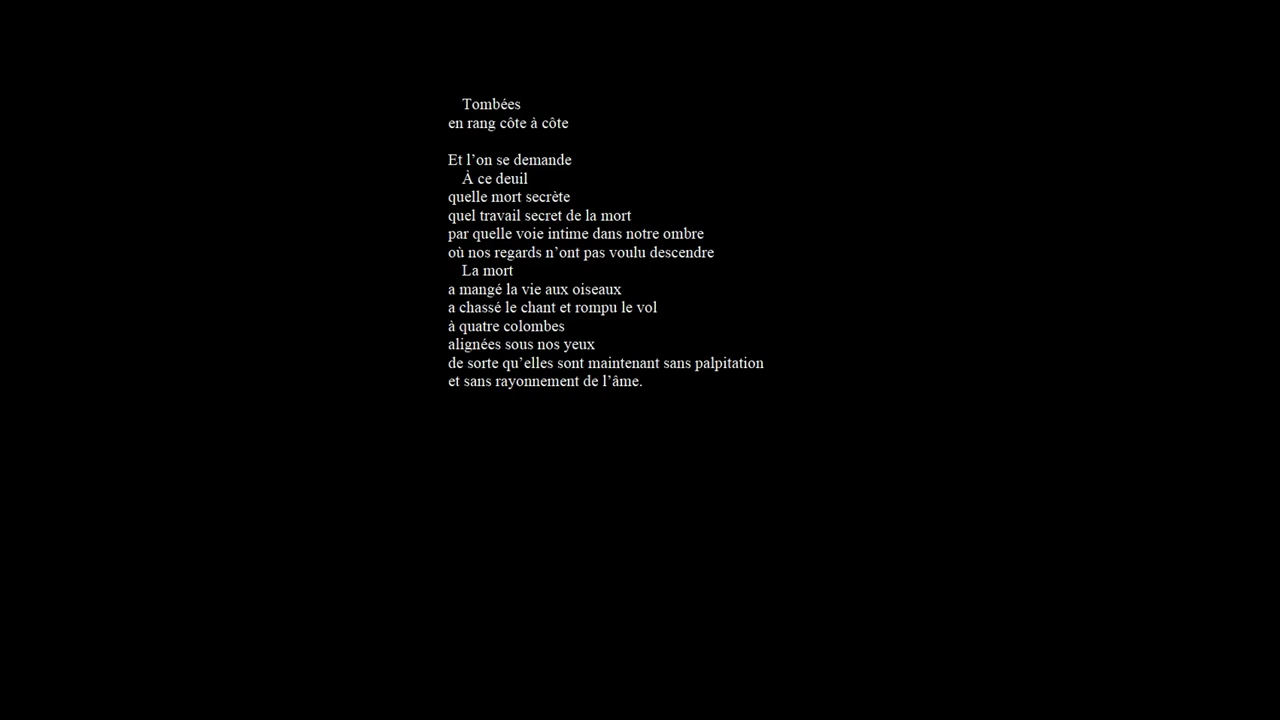 Tombées
en rang côte à côte

Et l’on se demande
À ce deuil
quelle mort secrète
quel travail secret de la mort
par quelle voie intime dans notre ombre
où nos regards n’ont pas voulu descendre
La mort
a mangé la vie aux oiseaux
a chassé le chant et rompu le vol
à quatre colombes
alignées sous nos yeux
de sorte qu’elles sont maintenant sans palpitation
et sans rayonnement de l’âme.